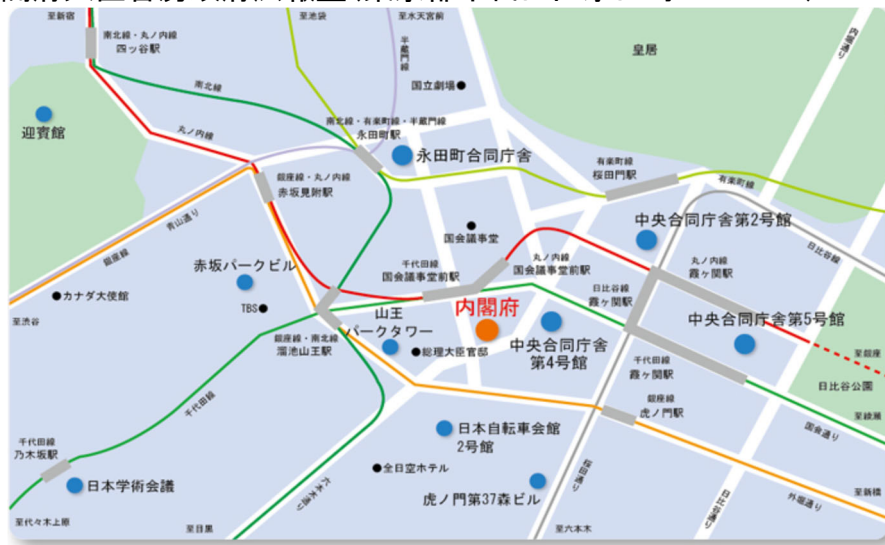 至新宿
至池袋
至水天宮前
南北線・丸ノ内線
四ッ谷駅
半蔵門線
皇居
内堀通り
南北線
国立劇場
迎賓館
丸ノ内線
南北線・有楽町線・半蔵門線
永田町駅
永田町合同庁舎
有楽町線
桜田門駅
有楽町線
銀座線・丸ノ内線
赤坂見附駅
青山通り
銀座線
国会議事堂
中央合同庁舎第2号館
日比谷線
赤坂パークビル
千代田線
国会議事堂前駅
丸ノ内線
国会議事堂前駅
丸ノ内線
霞ヶ関駅
日比谷線
霞ヶ関駅
カナダ大使館
TBS
至渋谷
山王
パークタワー
内閣府
中央合同庁舎
第4号館
中央合同庁舎第5号館
銀座線・南北線
溜池山王駅
総理大臣官邸
千代田線
霞ヶ関駅
至銀座
日比谷公園
千代田線
銀座線
虎ノ門駅
至綾瀬
国会通り
千代田線
乃木坂駅
日本自転車会館
2号館
全日空ホテル
日本学術会議
虎ノ門第37森ビル
桜田通り
六本木通り
日比谷通り
外堀通り
至新橋
至代々木上原
至目黒
至六本木